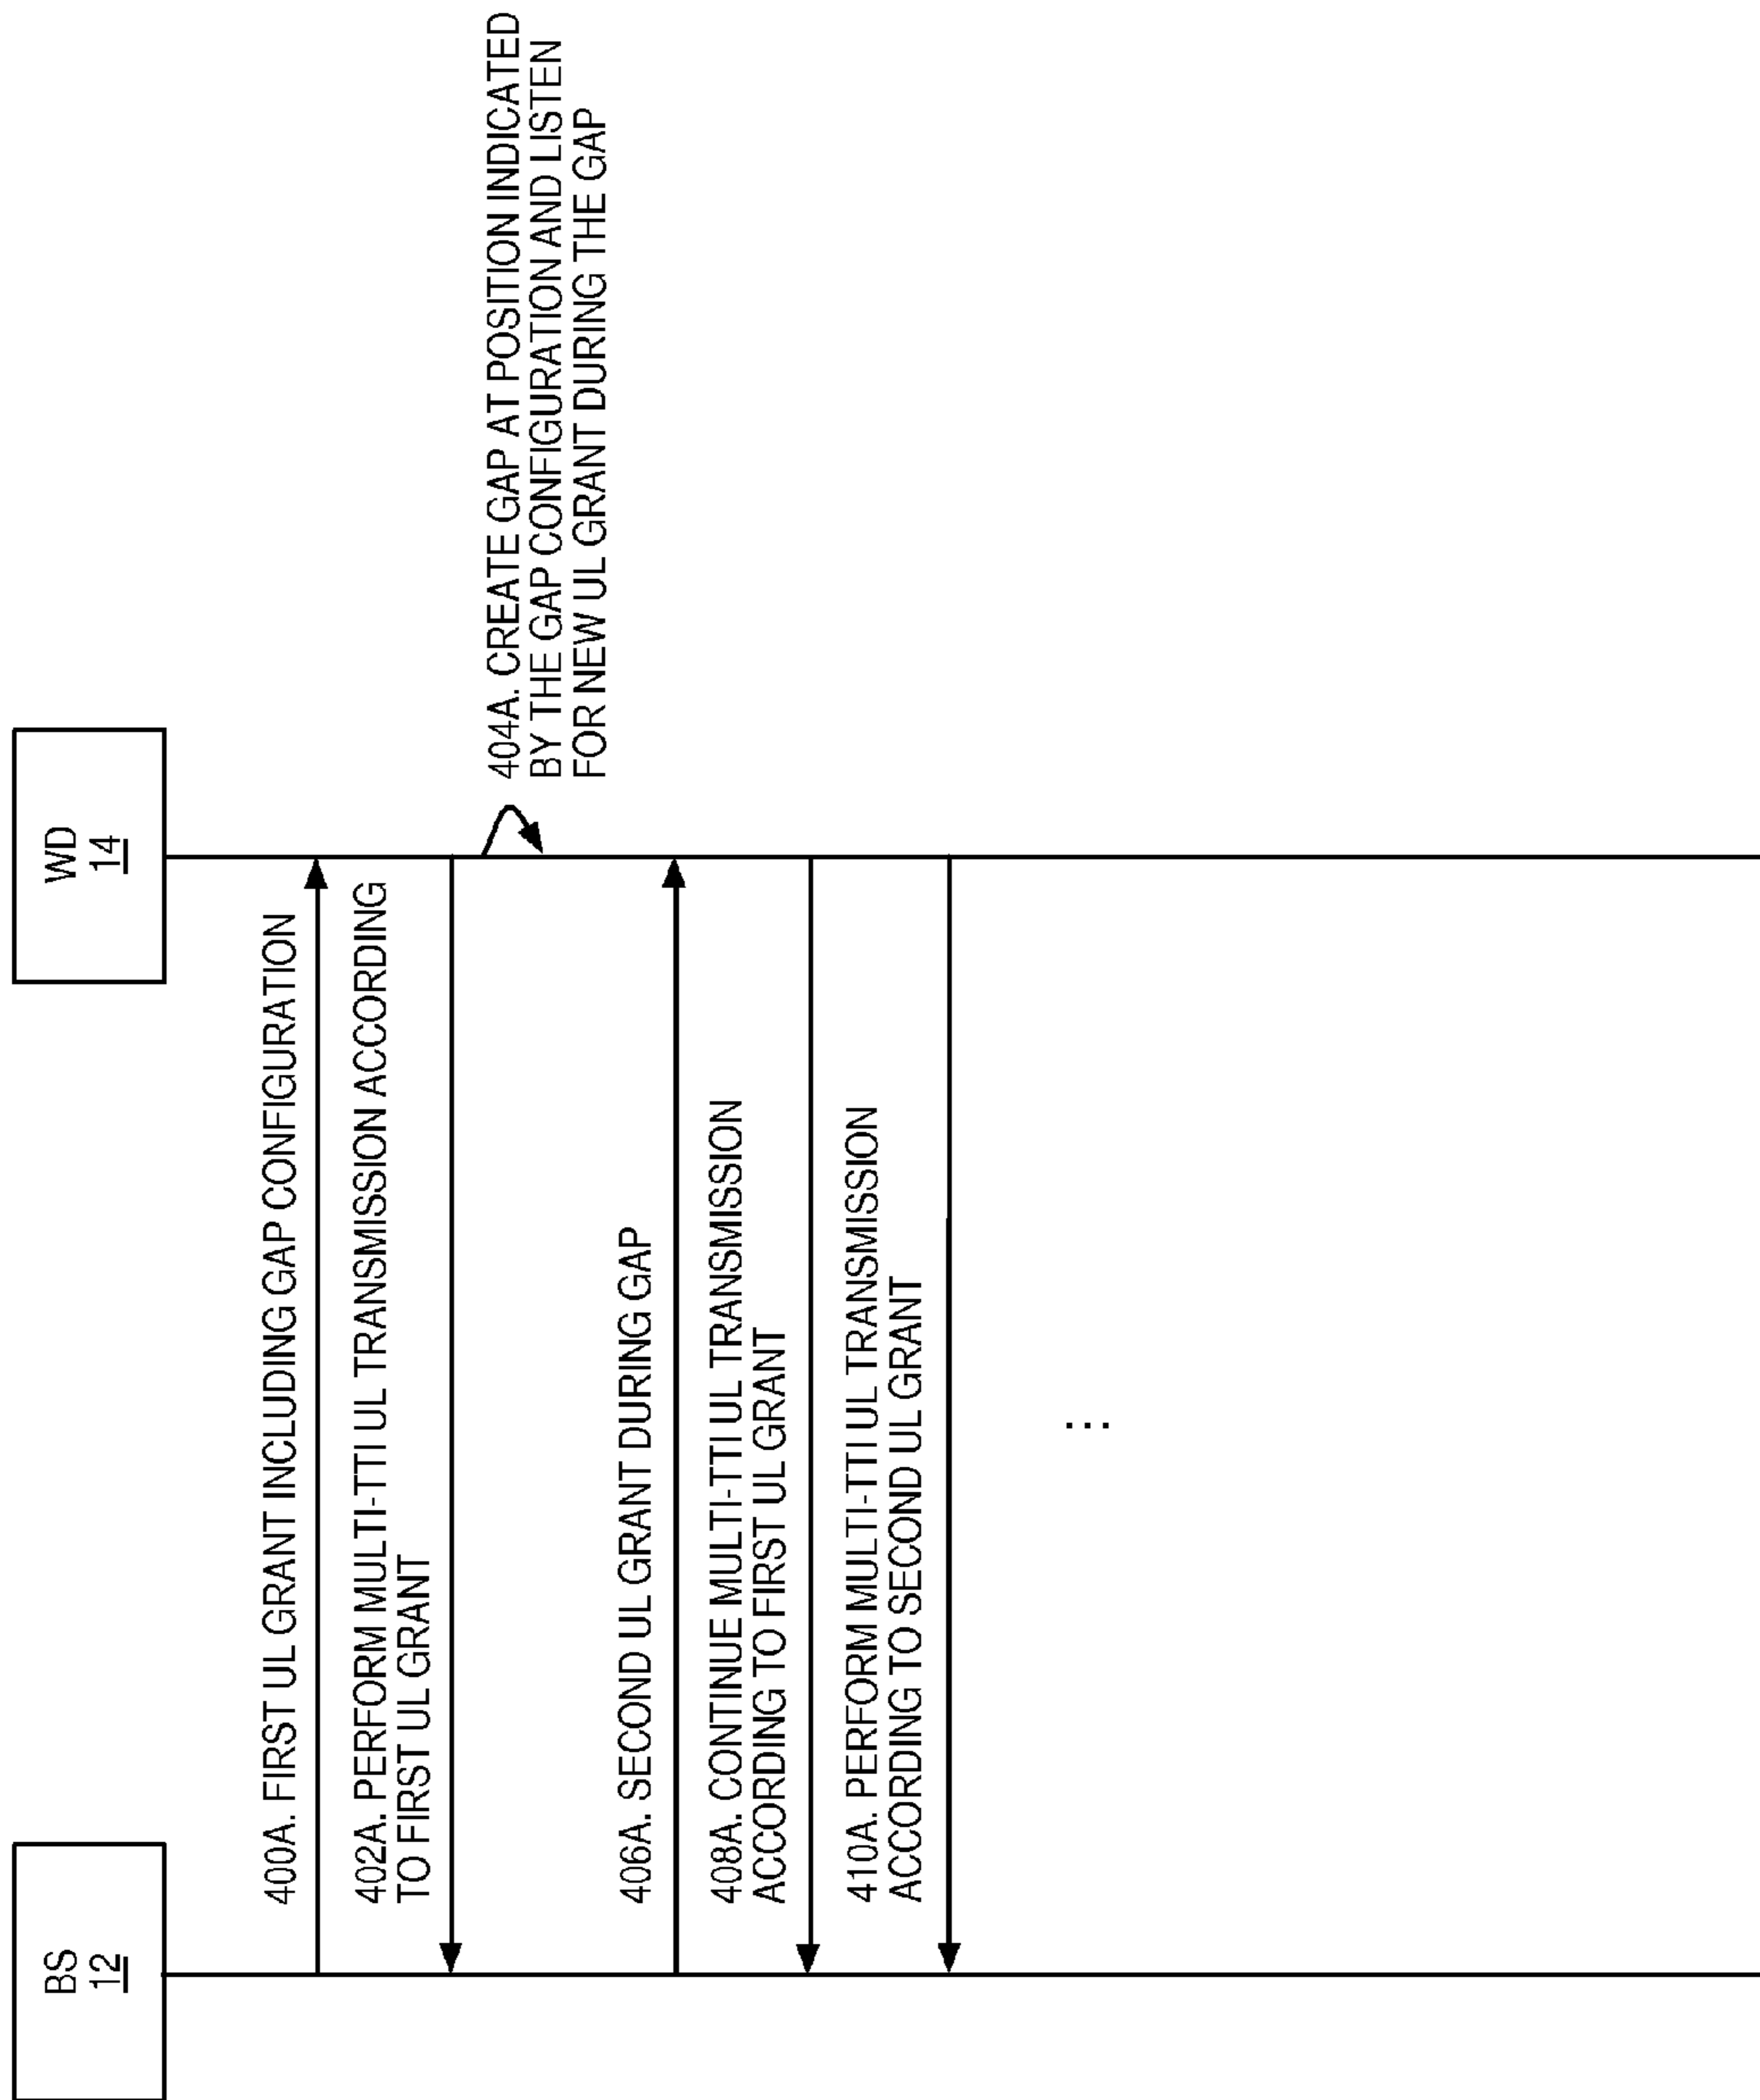 BS
12
WD
14
400A. FIRST UL GRANT INCLUDING GAP CONFIGURATION
402A. PERFORM MULTI-TTI UL TRANSMISSION ACCORDING
TO FIRST UL GRANT
404A. CREATE GAP AT POSITION INDICATED
BY THE GAP CONFIGURATION AND LISTEN
FOR NEW UL GRANT DURING THE GAP
406A. SECOND UL GRANT DURING GAP
408A. CONTINUE MULTI-TTI UL TRANSMISSION
ACCORDING TO FIRST UL GRANT
410A. PERFORM MULTI-TTI UL TRANSMISSION
ACCORDING TO SECOND UL GRANT
...